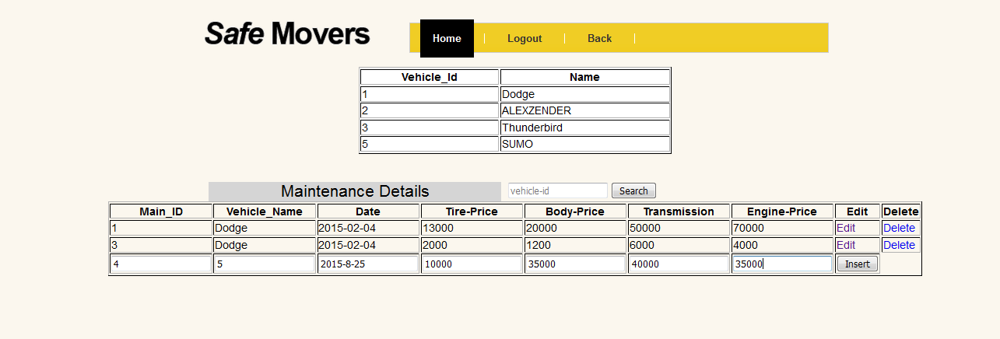 Safe Movers
Home Logout Back
Vehicle_Id Name
1 Dodge
2 ALEXZENDER
3 Thunderbird
5 SUMO
Maintenance Details vehicle-id Search
Main_ID Vehicle_Name Date Tire-Price Body-Price Transmission Engine-Price Edit Delete
1 Dodge 2015-02-04 13000 20000 50000 70000 Edit Delete
3 Dodge 2015-02-04 2000 1200 6000 4000 Edit Delete
4 5 2015-8-25 10000 35000 40000 35000 Insert